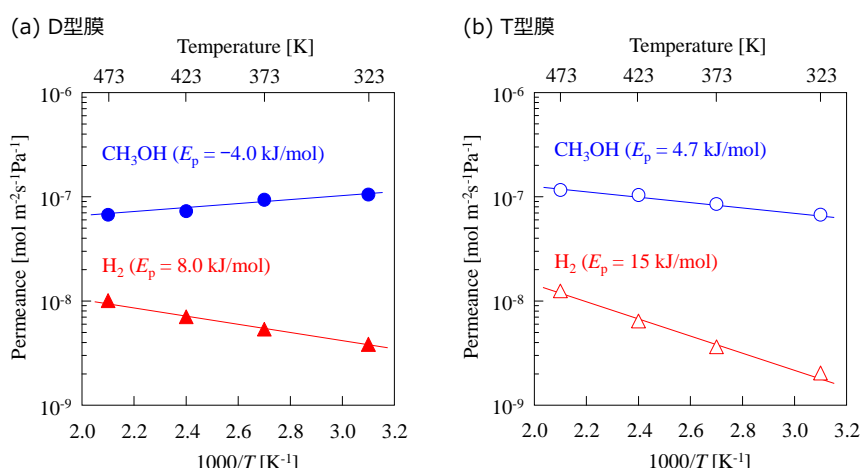 (a) D型膜
Temperature [K]
473 423 373 323
10⁻⁶
CH₃OH (Eₚ = −4.0 kJ/mol)
10⁻⁷
H₂ (Eₚ = 8.0 kJ/mol)
10⁻⁸
10⁻⁹
Permeance [mol m⁻²s⁻¹Pa⁻¹]
2.0 2.2 2.4 2.6 2.8 3.0 3.2
1000/T [K⁻¹]
(b) T型膜
Temperature [K]
473 423 373 323
10⁻⁶
CH₃OH (Eₚ = 4.7 kJ/mol)
10⁻⁷
H₂ (Eₚ = 15 kJ/mol)
10⁻⁸
10⁻⁹
Permeance [mol m⁻²s⁻¹Pa⁻¹]
2.0 2.2 2.4 2.6 2.8 3.0 3.2
1000/T [K⁻¹]